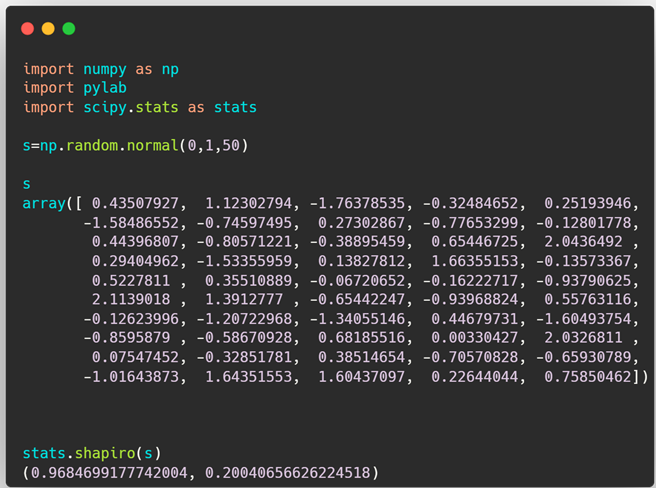 import numpy as np
import pylab
import scipy.stats as stats
s=np.random.normal(0,1,50)
s
array([ 0.43507927,  1.12302794, -1.76378535, -0.32484652,  0.25193946,
       -1.58486552, -0.74597495,  0.27302867, -0.77653299, -0.12801778,
        0.44396807, -0.80571221, -0.38895459,  0.65446725,  2.0436492 ,
        0.29404962, -1.53355959,  0.13827812,  1.66355153, -0.13573367,
        0.5227811 ,  0.35510889, -0.06720652, -0.16222717, -0.93790625,
        2.1139018 ,  1.3912777 , -0.65442247, -0.93968824,  0.55763116,
       -0.12623996, -1.20722968, -1.34055146,  0.44679731, -1.60493754,
       -0.8595879 , -0.58670928,  0.68185516,  0.00330427,  2.0326811 ,
        0.07547452, -0.32851781,  0.38514654, -0.70570828, -0.65930789,
       -1.01643873,  1.64351553,  1.60437097,  0.22644044,  0.75850462])
stats.shapiro(s)
(0.9684699177742004, 0.20040656626224518)